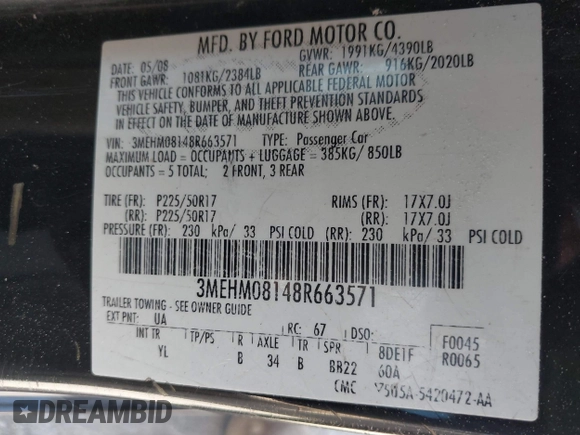 MFD. BY FORD MOTOR CO.
DATE: 05/08
GVWR: 1991KG/4390LB
FRONT GAWR: 1081KG/2384LB
REAR GAWR: 916KG/2020LB
THIS VEHICLE CONFORMS TO ALL APPLICABLE FEDERAL MOTOR
VEHICLE SAFETY, BUMPER, AND THEFT PREVENTION STANDARDS
IN EFFECT ON THE DATE OF MANUFACTURE SHOWN ABOVE.
VIN: 3MEHM08148R663571 TYPE: Passenger Car
MAXIMUM LOAD = OCCUPANTS + LUGGAGE = 385KG/ 850LB
OCCUPANTS = 5 TOTAL; 2 FRONT, 3 REAR
TIRE (FR): P225/50R17 RIMS (FR): 17X7.0J
(RR): P225/50R17 (RR): 17X7.0J
PRESSURE (FR): 230 kPa/ 33 PSI COLD (RR): 230 kPa/ 33 PSI COLD
3MEHM08148R663571
TRAILER TOWING - SEE OWNER GUIDE
EXT PNT: UA RC: 67 DSO: F0045
INT TR TP/PS R AXLE TR SPR 8DE1F R0065
YL B 34 B BB22 60A
CMC 5420472-AA
DREAMBID